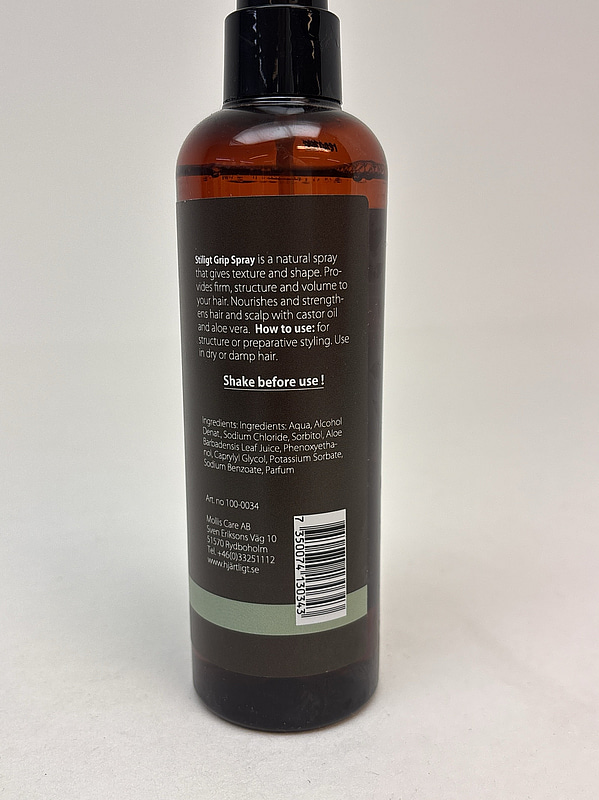 Stiligt Grip Spray is a natural spray
that gives texture and shape. Pro-
vides firm, structure and volume to
your hair. Nourishes and strength-
ens hair and scalp with castor oil
and aloe vera. How to use: for
structure or preparative styling. Use
in dry or damp hair.
Shake before use !
Ingredients: Ingredients: Aqua, Alcohol
Denat., Sodium Chloride, Sorbitol, Aloe
Barbadensis Leaf Juice, Phenoxyetha-
nol, Caprylyl Glycol, Potassium Sorbate,
Sodium Benzoate, Parfum
Art. no 100-0034
Mollis Care AB
Sven Eriksons Väg 10
51570 Rydboholm
Tel. +46(0)33251112
www.hjärtligt.se
7 350074 130343